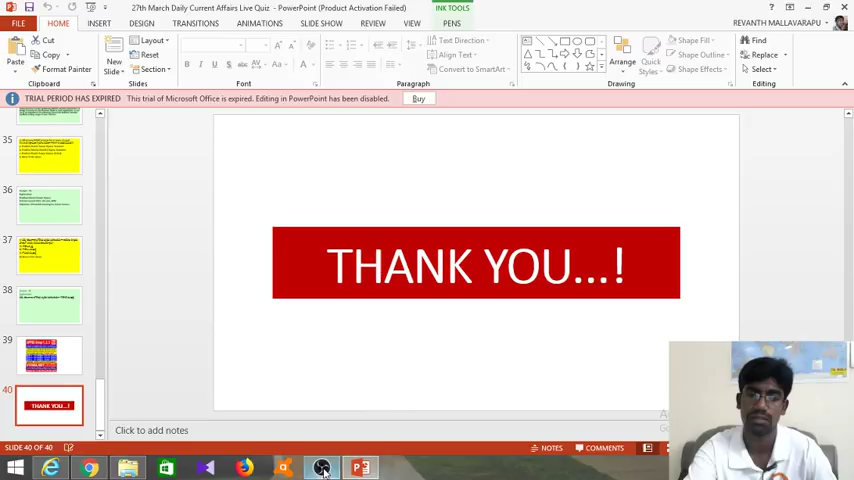 27th March Daily Current Affairs Live Quiz - PowerPoint (Product Activation Failed)
INK TOOLS
FILE HOME INSERT DESIGN TRANSITIONS ANIMATIONS SLIDE SHOW REVIEW VIEW PENS
REVANTH MALLAVARAPU
Cut
Copy
Format Painter
Paste
Clipboard
New
Slide
Layout
Reset
Section
Slides
Font
Text Direction
Align Text
Convert to SmartArt
Paragraph
Arrange
Quick
Styles
Shape Fill
Shape Outline
Shape Effects
Drawing
Find
Replace
Select
Editing
TRIAL PERIOD HAS EXPIRED This trial of Microsoft Office is expired. Editing in PowerPoint has been disabled. Buy
35
36
37
38
39
40
THANK YOU...!
THANK YOU...!
Click to add notes
SLIDE 40 OF 40
NOTES
COMMENTS